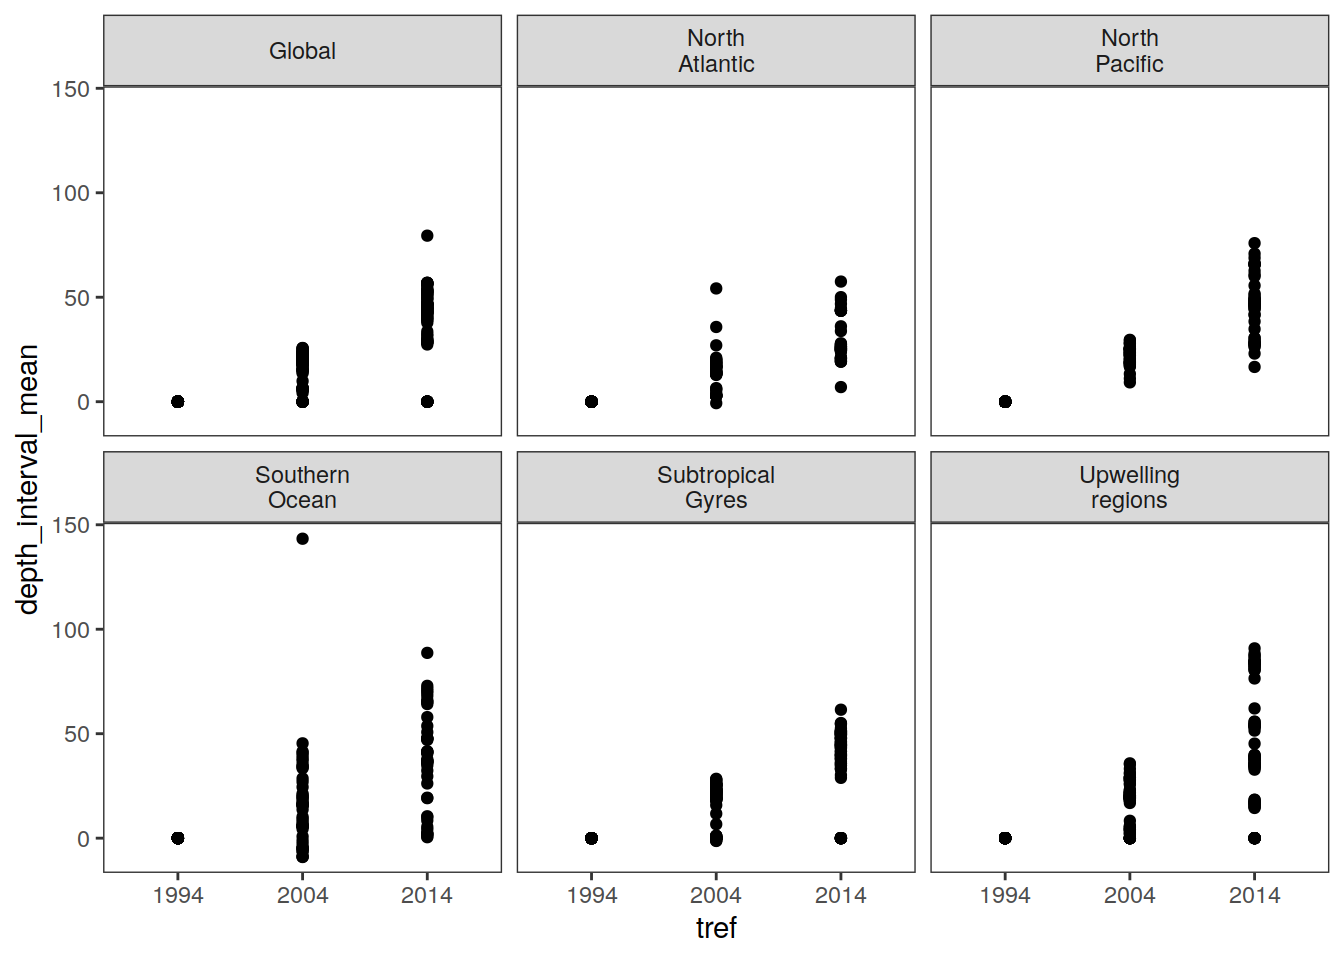 Global
North
Atlantic
North
Pacific
150
100
50
0
Southern
Ocean
Subtropical
Gyres
Upwelling
regions
150
100
50
0
depth_interval_mean
1994
2004
2014
1994
2004
2014
1994
2004
2014
tref